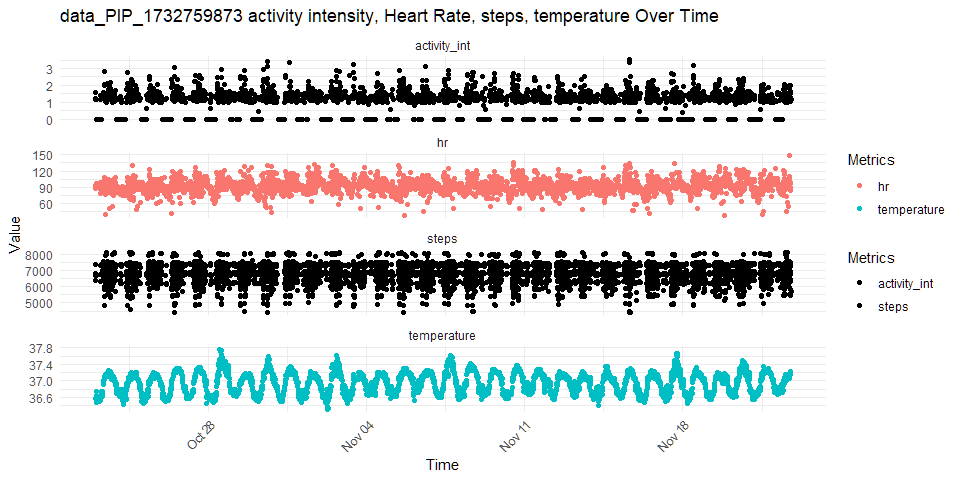 data_PIP_1732759873 activity intensity, Heart Rate, steps, temperature Over Time
activity_int
3
2
1
0
hr
150
120
90
60
steps
8000
7000
6000
5000
temperature
37.8
37.4
37.0
36.6
Oct 28
Nov 04
Nov 11
Nov 18
Time
Value
Metrics
hr
temperature
Metrics
activity_int
steps